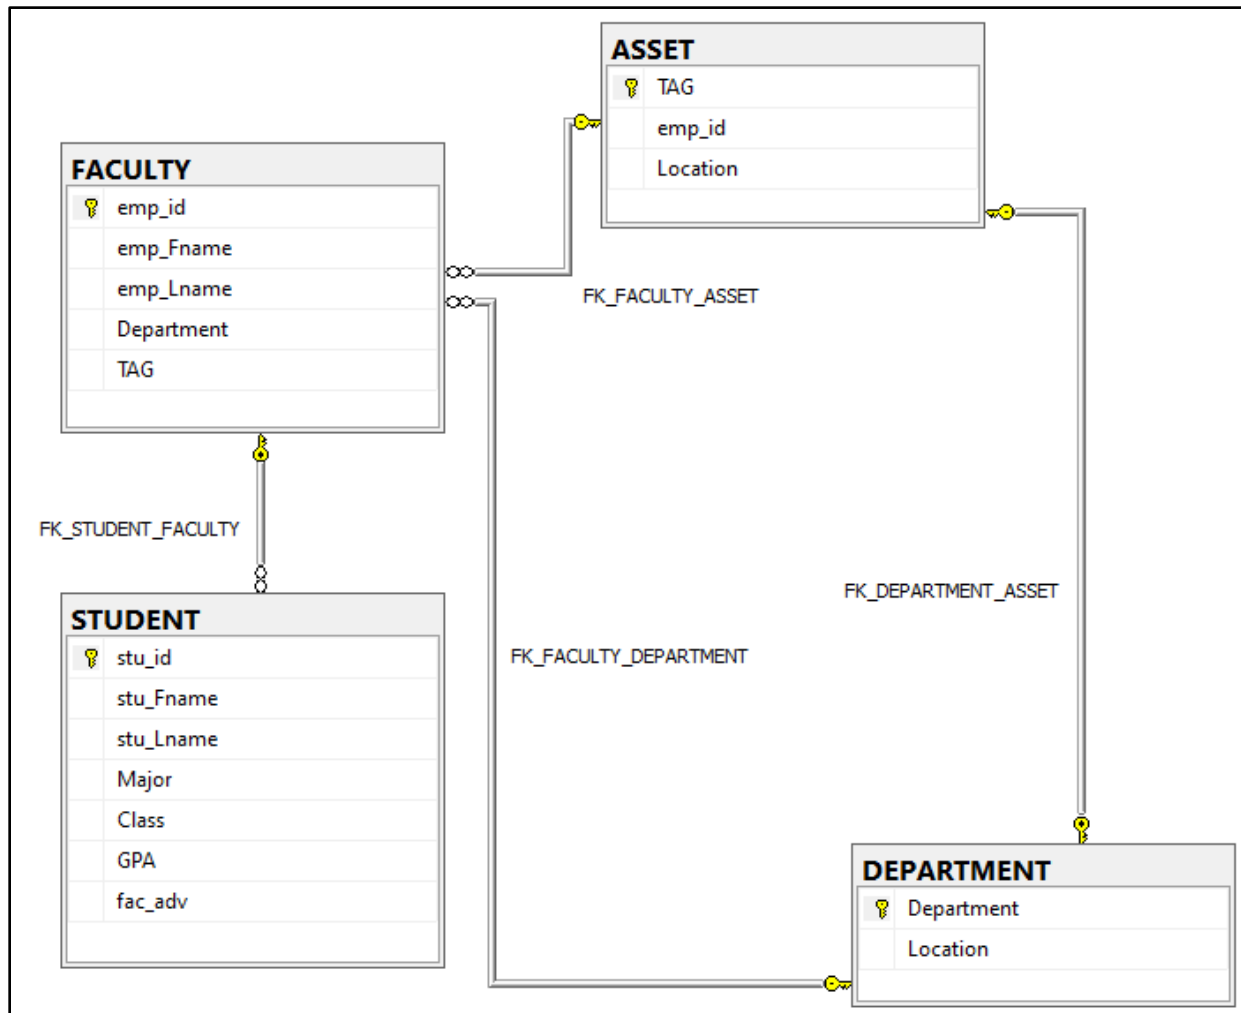 ASSET
TAG
emp_id
Location
FACULTY
emp_id
emp_Fname
emp_Lname
Department
TAG
FK_FACULTY_ASSET
FK_STUDENT_FACULTY
FK_DEPARTMENT_ASSET
FK_FACULTY_DEPARTMENT
STUDENT
stu_id
stu_Fname
stu_Lname
Major
Class
GPA
fac_adv
DEPARTMENT
Department
Location